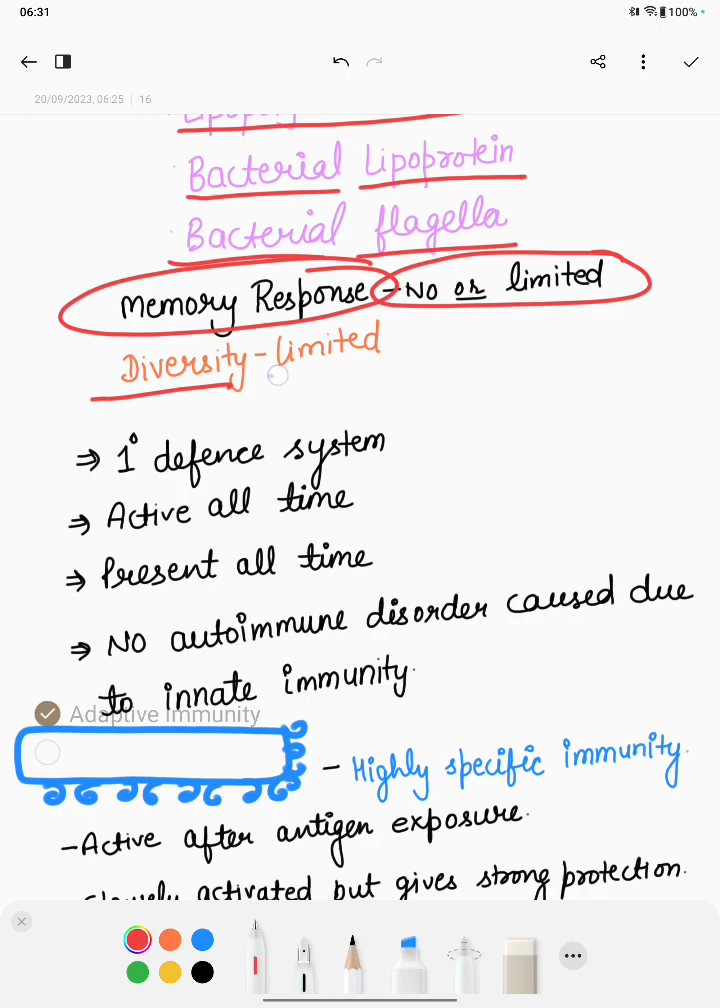 06:31
100%
20/09/2023, 06:25 | 16
Bacterial Lipoprotein
Bacterial flagella
Memory Response - No or limited
Diversity - Limited
⇒ 1° defence system
⇒ Active all time
⇒ Present all time
⇒ No autoimmune disorder caused due
to innate immunity.
Adaptive Immunity
- Highly specific immunity.
- Active after antigen exposure.
activated but gives strong protection.